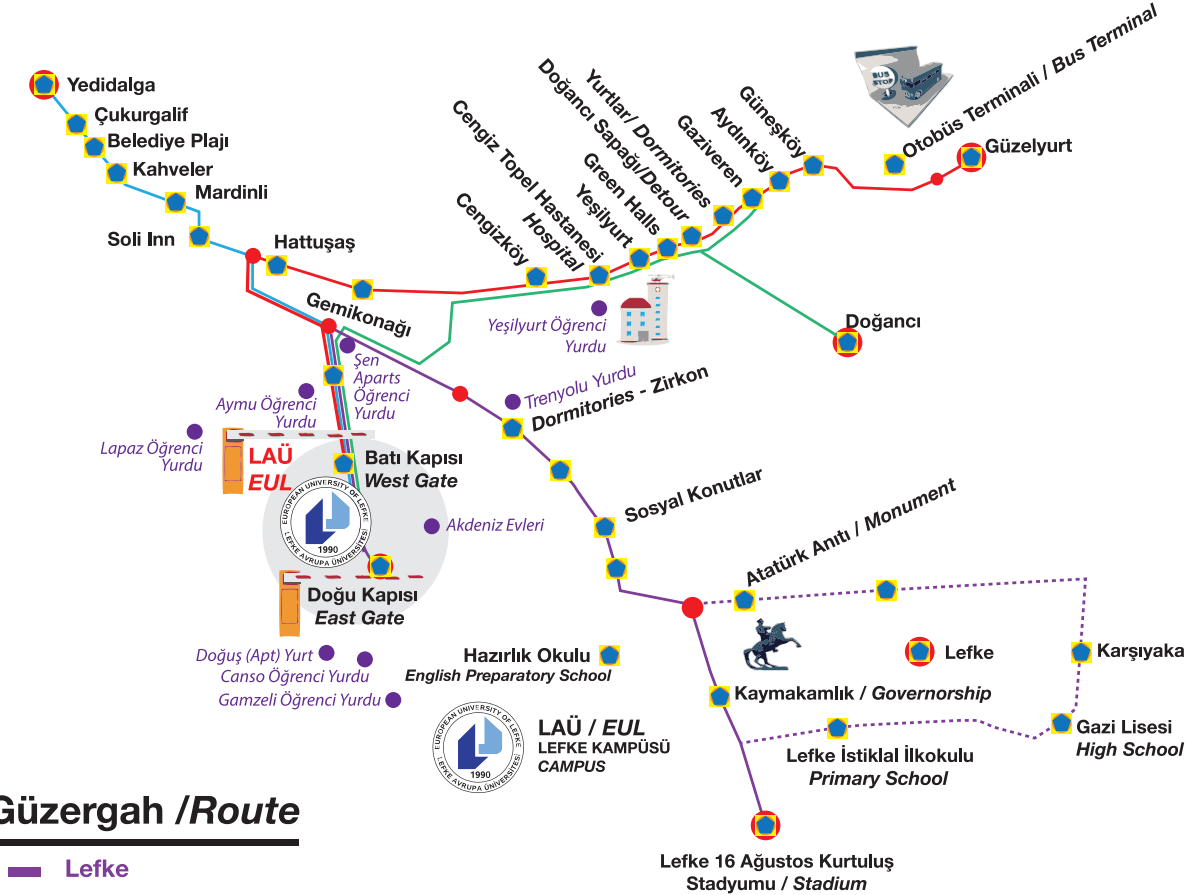 Yedidalga
Çukurgalif
Belediye Plajı
Kahveler
Mardinli
Soli Inn
Hattuşaş
Gemikonağı
Cengizköy
Cengiz Topel Hastanesi
Hospital
Yeşilyurt
Green Halls
Doğancı Sapağı/Detour
Yurtlar/ Dormitories
Gaziveren
Aydınköy
Güneşköy
BUS
STOP
Otobüs Terminali / Bus Terminal
Güzelyurt
Doğancı
Yeşilyurt Öğrenci
Yurdu
Şen
Aparts
Öğrenci
Yurdu
Aymu Öğrenci
Yurdu
Lapaz Öğrenci
Yurdu
Trenyolu Yurdu
Dormitories - Zirkon
LAÜ
EUL
Batı Kapısı
West Gate
EUROPEAN UNIVERSITY OF LEFKE
1990
LEFKE AVRUPA ÜNİVERSİTESİ
Akdeniz Evleri
Sosyal Konutlar
Doğu Kapısı
East Gate
Atatürk Anıtı / Monument
Doğuş (Apt) Yurt
Canso Öğrenci Yurdu
Gamzeli Öğrenci Yurdu
Hazırlık Okulu
English Preparatory School
Lefke
Karşıyaka
Kaymakamlık / Governorship
EUROPEAN UNIVERSITY OF LEFKE
1990
LEFKE AVRUPA ÜNİVERSİTESİ
LAÜ / EUL
LEFKE KAMPÜSÜ
CAMPUS
Gazi Lisesi
High School
Lefke İstiklal İlkokulu
Primary School
Güzergah /Route
Lefke
Lefke 16 Ağustos Kurtuluş
Stadyumu / Stadium